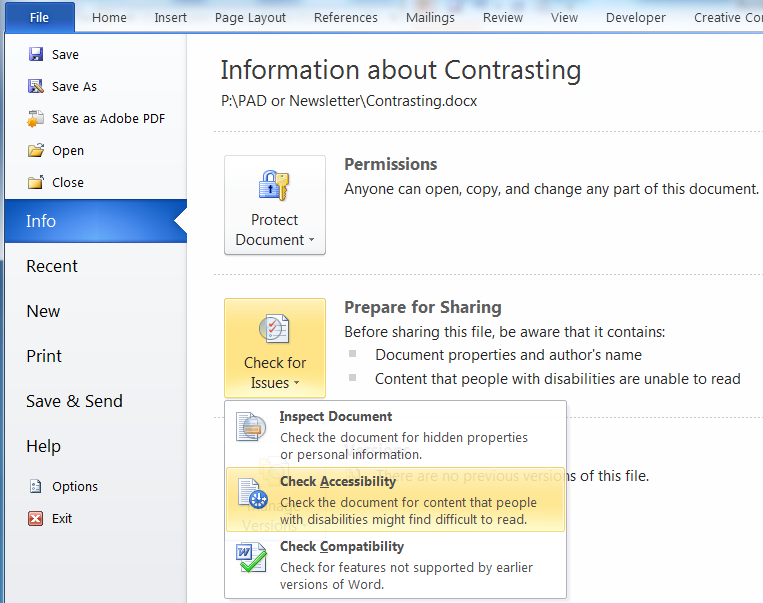 File Home Insert Page Layout References Mailings Review View Developer Creative Co
Save
Save As
Save as Adobe PDF
Open
Close
Info
Recent
New
Print
Save & Send
Help
Options
Exit
Information about Contrasting
P:\PAD or Newsletter\Contrasting.docx
Protect
Document
Permissions
Anyone can open, copy, and change any part of this document.
Check for
Issues
Prepare for Sharing
Before sharing this file, be aware that it contains:
Document properties and author's name
Content that people with disabilities are unable to read
Inspect Document
Check the document for hidden properties
or personal information.
There are no previous versions of this file.
Check Accessibility
Check the document for content that people
with disabilities might find difficult to read.
Versions
Check Compatibility
Check for features not supported by earlier
versions of Word.